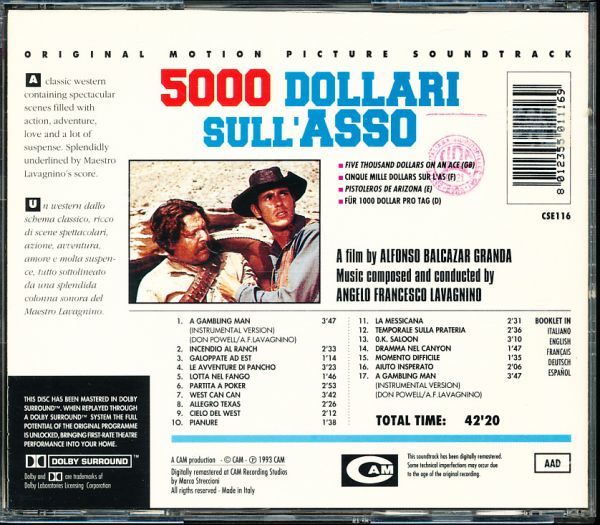 ORIGINAL MOTION PICTURE SOUNDTRACK
5000 DOLLARI
SULL'ASSO
A classic western
containing spectacular
scenes filled with
action, adventure,
love and a lot of
suspense. Splendidly
underlined by Maestro
Lavagnino's score.
Un western dallo
schema classico, ricco
di scene spettacolari,
azione, avventura,
amore e molta suspen-
ce, tutto sottolineato
da una splendida
colonna sonora del
Maestro Lavagnino.
FIVE THOUSAND DOLLARS ON AN ACE (GB)
CINQUE MILLE DOLLARS SUR L'AS (F)
PISTOLEROS DE ARIZONA (E)
FÜR 1000 DOLLAR PRO TAG (D)
8 012355 011169
CSE116
A film by ALFONSO BALCAZAR GRANDA
Music composed and conducted by
ANGELO FRANCESCO LAVAGNINO
1. A GAMBLING MAN 3'47
(INSTRUMENTAL VERSION)
(DON POWELL/A.F.LAVAGNINO)
2. INCENDIO AL RANCH 2'33
3. GALOPPATE AD EST 1'14
4. LE AVVENTURE DI PANCHO 3'23
5. LOTTA NEL FANGO 1'46
6. PARTITA A POKER 2'53
7. WEST CAN CAN 3'42
8. ALLEGRO TEXAS 2'26
9. CIELO DEL WEST 2'12
10. PIANURE 1'38
11. LA MESSICANA 2'31
12. TEMPORALE SULLA PRATERIA 2'36
13. O.K. SALOON 3'10
14. DRAMMA NEL CANYON 1'47
15. MOMENTO DIFFICILE 1'35
16. AIUTO INSPERATO 2'06
17. A GAMBLING MAN 3'47
(INSTRUMENTAL VERSION)
(DON POWELL/A.F.LAVAGNINO)
TOTAL TIME: 42'20
BOOKLET IN
ITALIANO
ENGLISH
FRANÇAIS
DEUTSCH
ESPAÑOL
THIS DISC HAS BEEN MASTERED IN DOLBY
SURROUND™. WHEN REPLAYED THROUGH
A DOLBY SURROUND™ SYSTEM THE FULL
POTENTIAL OF THE ORIGINAL PROGRAMME
IS UNLOCKED, BRINGING FIRST-RATE THEATRE
PERFORMANCE INTO YOUR HOME.
DOLBY SURROUND
Dolby and are trademarks of
Dolby Laboratories Licensing Corporation
A CAM production - © CAM - ℗ 1993 CAM
Digitally remastered at CAM Recording Studios
by Marco Streccioni
All rigths reserved - Made in Italy
CAM
This soundtrack has been digitally remastered.
Some technical imperfections may occur due
to the age of the original recording.
AAD